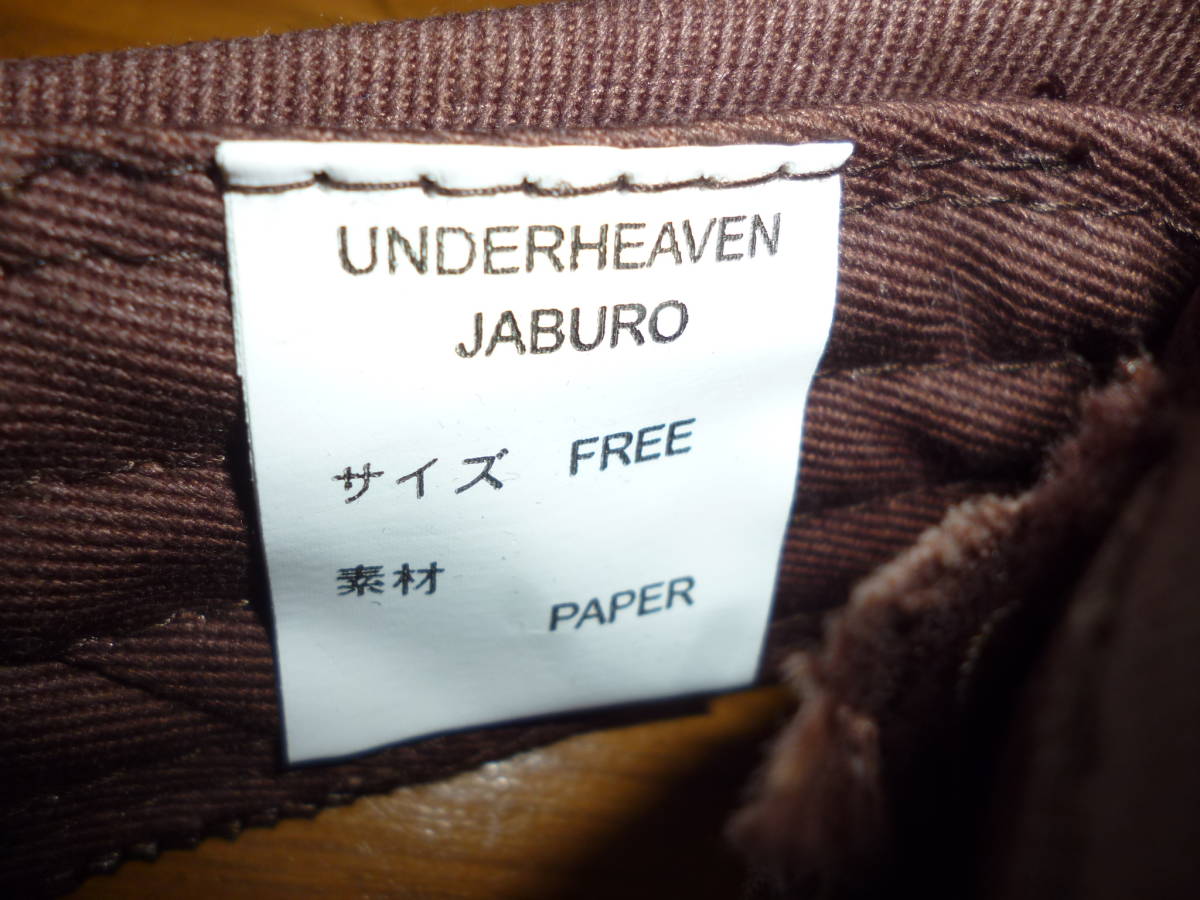 UNDERHEAVEN
JABURO
サイズ FREE
素材 PAPER